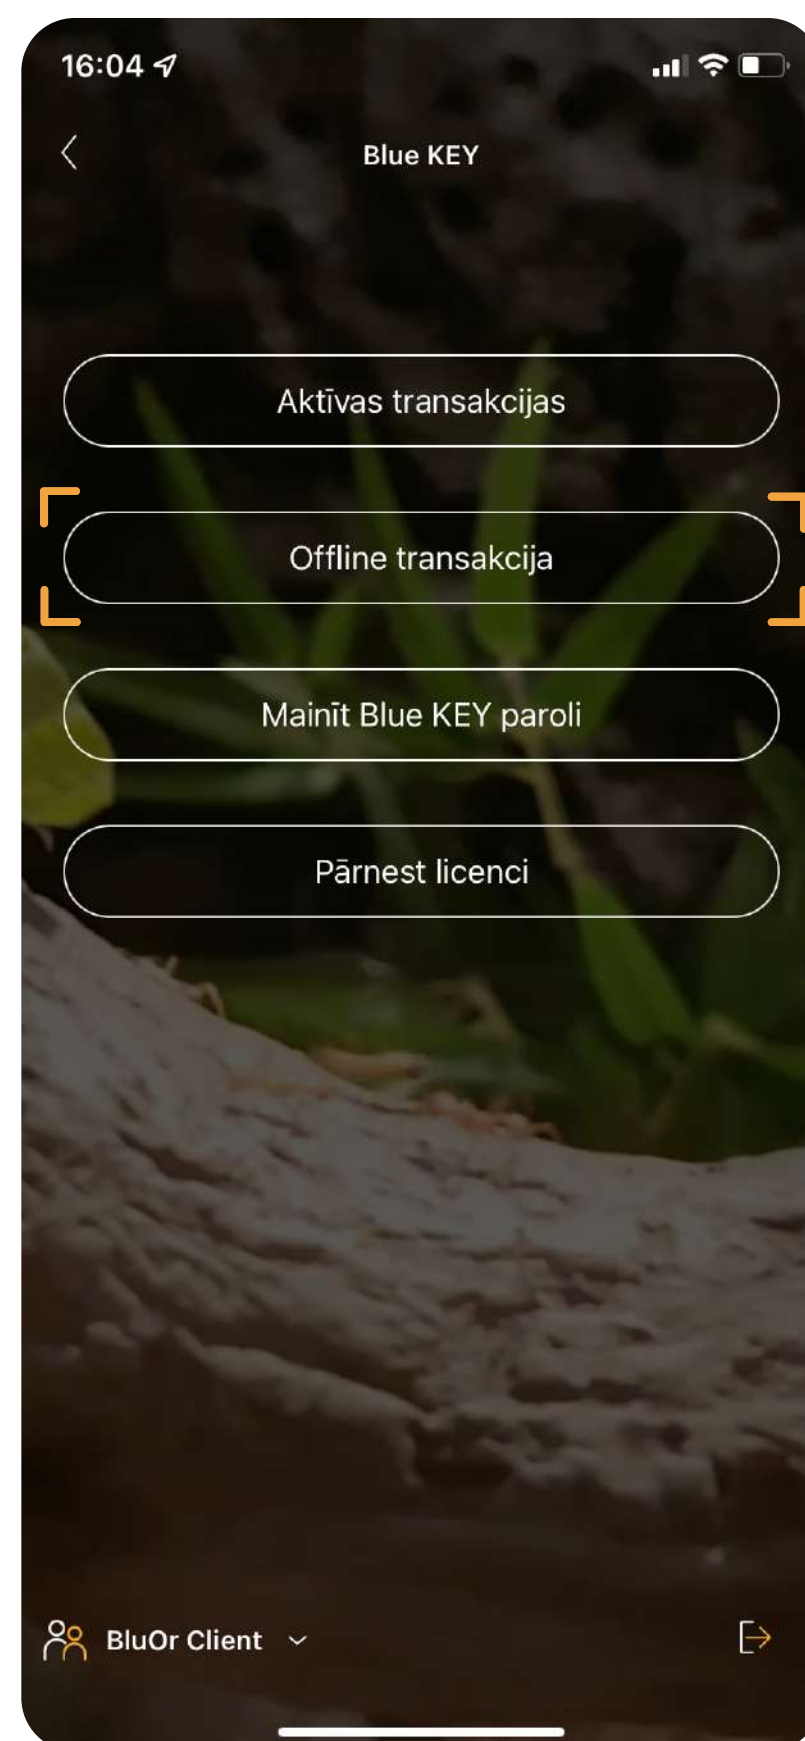 16:04
Blue KEY
Aktīvas transakcijas
Offline transakcija
Mainīt Blue KEY paroli
Pārnest licenci
BluOr Client